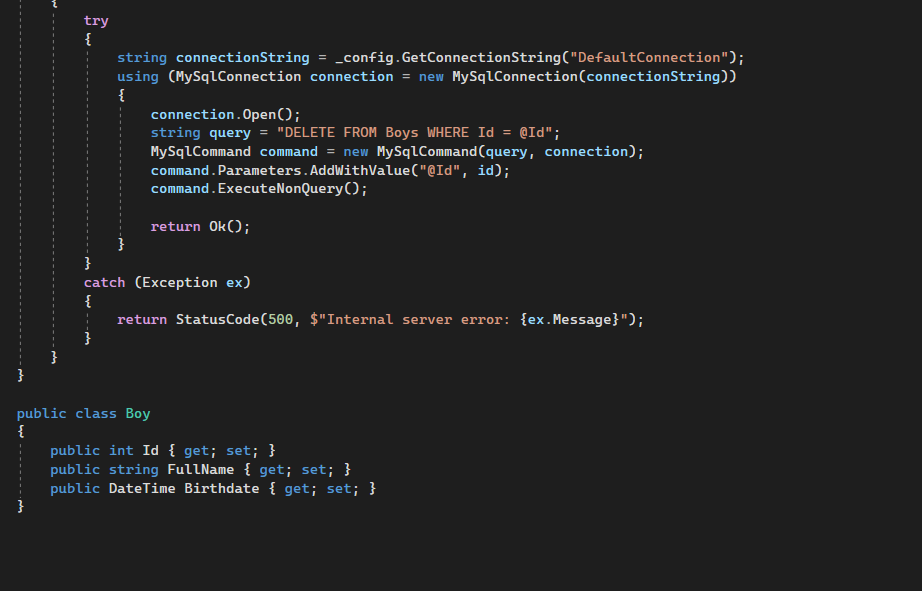 {
try
{
string connectionString = _config.GetConnectionString("DefaultConnection");
using (MySqlConnection connection = new MySqlConnection(connectionString))
{
connection.Open();
string query = "DELETE FROM Boys WHERE Id = @Id";
MySqlCommand command = new MySqlCommand(query, connection);
command.Parameters.AddWithValue("@Id", id);
command.ExecuteNonQuery();
return Ok();
}
}
catch (Exception ex)
{
return StatusCode(500, $"Internal server error: {ex.Message}");
}
}
}
public class Boy
{
public int Id { get; set; }
public string FullName { get; set; }
public DateTime Birthdate { get; set; }
}